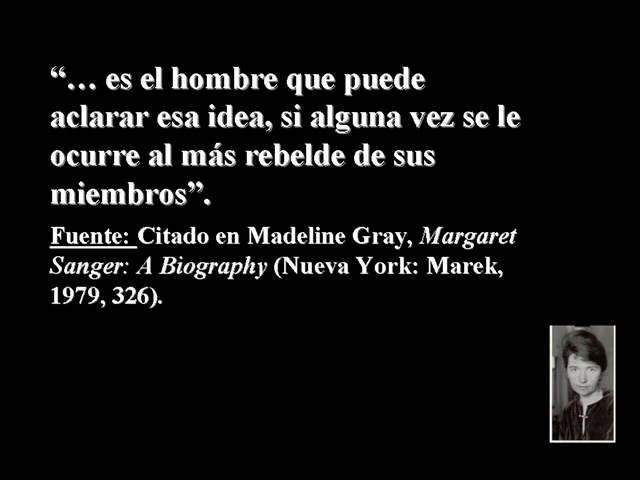 “… es el hombre que puede
aclarar esa idea, si alguna vez se le
ocurre al más rebelde de sus
miembros”.
Fuente: Citado en Madeline Gray, Margaret
Sanger: A Biography (Nueva York: Marek,
1979, 326).